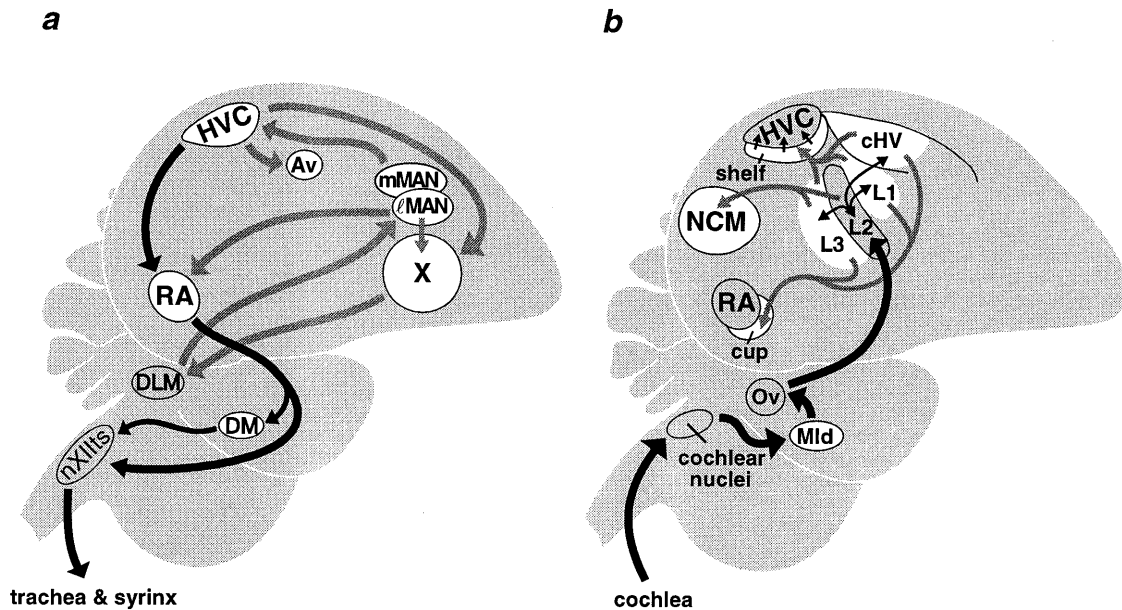 a
HVC
Av
mMAN
ℓMAN
X
RA
DLM
DM
nXIIts
trachea & syrinx
b
HVC
cHV
shelf
L1
NCM
L2
L3
RA
cup
Ov
MId
cochlear
nuclei
cochlea